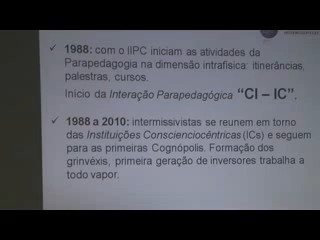 ✓ 1988: com o IIPC iniciam as atividades da
Parapedagogia na dimensão intrafísica: itinerâncias,
palestras, cursos.
Início da Interação Parapedagógica “CI – IC”.
✓ 1988 a 2010: intermissivistas se reunem em torno
das Instituições Conscienciocêntricas (ICs) e seguem
para as primeiras Cognópolis. Formação dos
grinvéxis, primeira geração de inversores trabalha a
todo vapor.